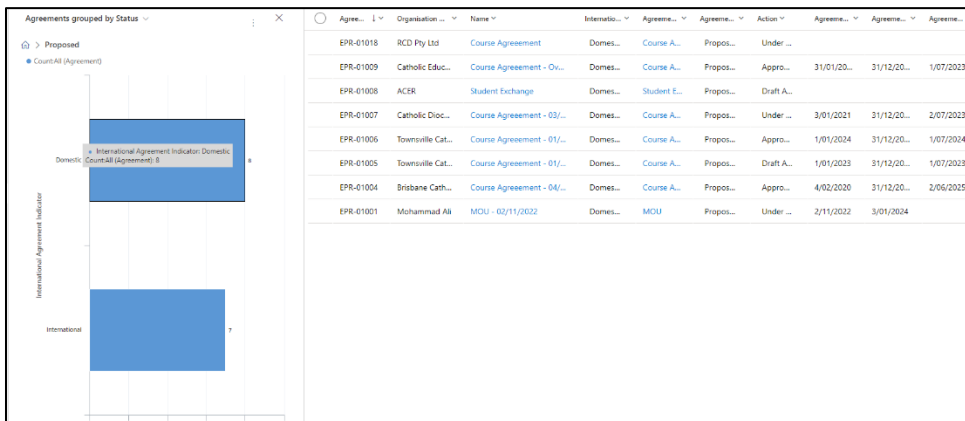 Agreements grouped by Status
Proposed
Count:All (Agreement)
International Agreement Indicator
Domestic
International Agreement Indicator: Domestic
Count:All (Agreement): 8
8
International
7
Agree... Organisation ... Name Internatio... Agreeme... Agreeme... Action Agreeme... Agreeme... Agreeme...
EPR-01018 RCD Pty Ltd Course Agreeement Domes... Course A... Propos... Under ...
EPR-01009 Catholic Educ... Course Agreeement - Ov... Domes... Course A... Propos... Appro... 31/01/20... 31/12/20... 1/07/2023
EPR-01008 ACER Student Exchange Domes... Student E... Propos... Draft A...
EPR-01007 Catholic Dioc... Course Agreeement - 03/... Domes... Course A... Propos... Under ... 3/01/2021 31/12/20... 2/07/2023
EPR-01006 Townsville Cat... Course Agreeement - 01/... Domes... Course A... Propos... Appro... 1/01/2024 31/12/20... 1/07/2024
EPR-01005 Townsville Cat... Course Agreeement - 01/... Domes... Course A... Propos... Draft A... 1/01/2023 31/12/20... 1/07/2023
EPR-01004 Brisbane Cath... Course Agreeement - 04/... Domes... Course A... Propos... Appro... 4/02/2020 31/12/20... 2/06/2025
EPR-01001 Mohammad Ali MOU - 02/11/2022 Domes... MOU Propos... Under ... 2/11/2022 3/01/2024